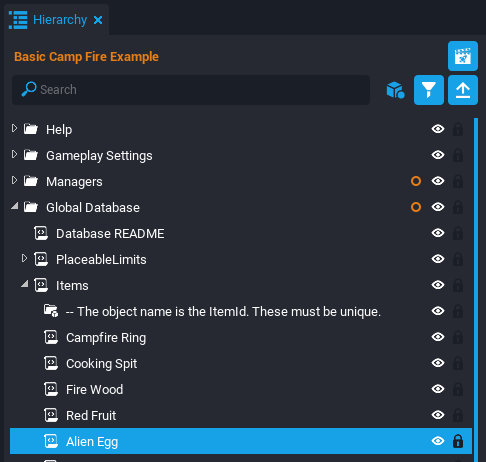 Hierarchy
Basic Camp Fire Example
Search
Help
Gameplay Settings
Managers
Global Database
Database README
PlaceableLimits
Items
-- The object name is the ItemId. These must be unique.
Campfire Ring
Cooking Spit
Fire Wood
Red Fruit
Alien Egg